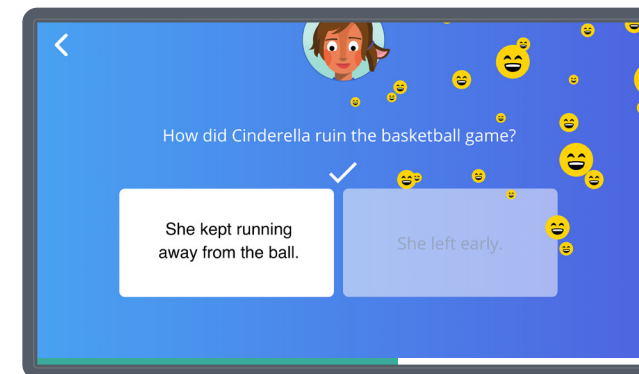 How did Cinderella ruin the basketball game?
She kept running
away from the ball.
She left early.